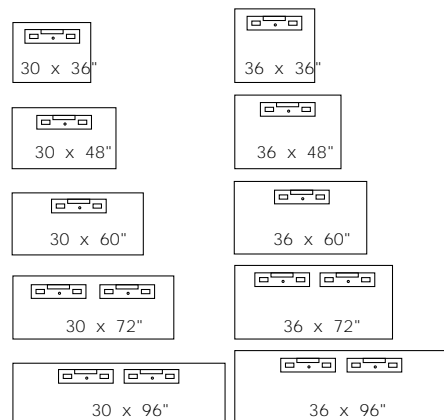 30 x 36"
36 x 36"
30 x 48"
36 x 48"
30 x 60"
36 x 60"
30 x 72"
36 x 72"
30 x 96"
36 x 96"